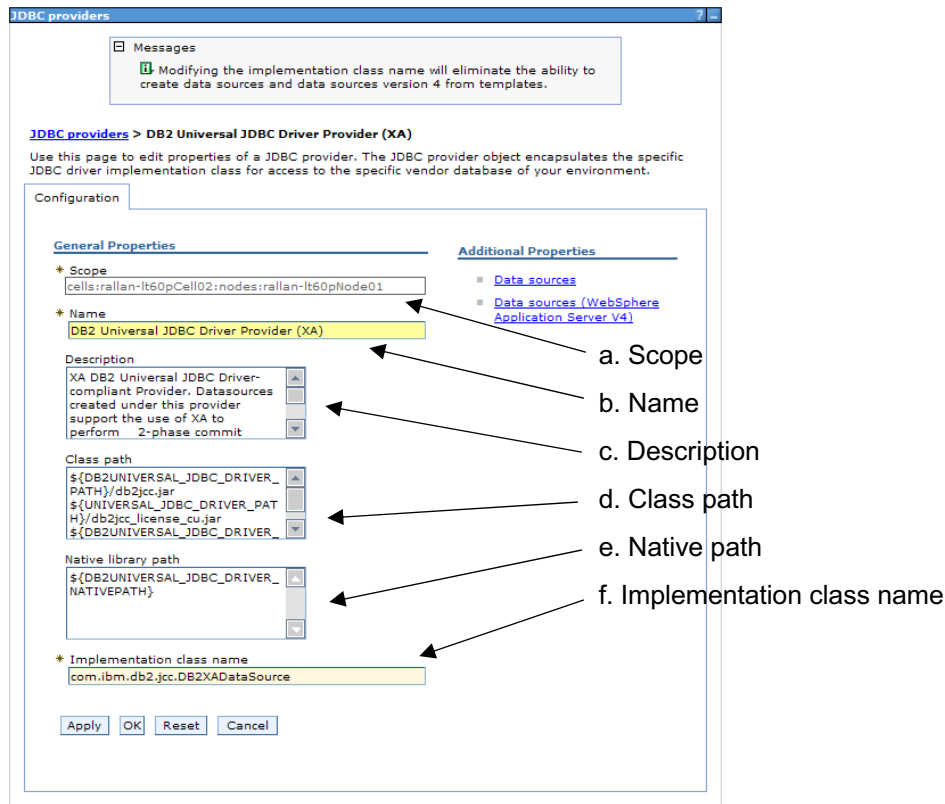 JDBC providers ? –
Messages
Modifying the implementation class name will eliminate the ability to
create data sources and data sources version 4 from templates.
JDBC providers > DB2 Universal JDBC Driver Provider (XA)
Use this page to edit properties of a JDBC provider. The JDBC provider object encapsulates the specific
JDBC driver implementation class for access to the specific vendor database of your environment.
Configuration
General Properties
* Scope
cells:rallan-lt60pCell02:nodes:rallan-lt60pNode01
* Name
DB2 Universal JDBC Driver Provider (XA)
Description
XA DB2 Universal JDBC Driver-
compliant Provider. Datasources
created under this provider
support the use of XA to
perform 2-phase commit
Class path
${DB2UNIVERSAL_JDBC_DRIVER_
PATH}/db2jcc.jar
${UNIVERSAL_JDBC_DRIVER_PAT
H}/db2jcc_license_cu.jar
${DB2UNIVERSAL_JDBC_DRIVER_
Native library path
${DB2UNIVERSAL_JDBC_DRIVER_
NATIVEPATH}
* Implementation class name
com.ibm.db2.jcc.DB2XADataSource
Apply OK Reset Cancel
Additional Properties
Data sources
Data sources (WebSphere
Application Server V4)
a. Scope
b. Name
c. Description
d. Class path
e. Native path
f. Implementation class name